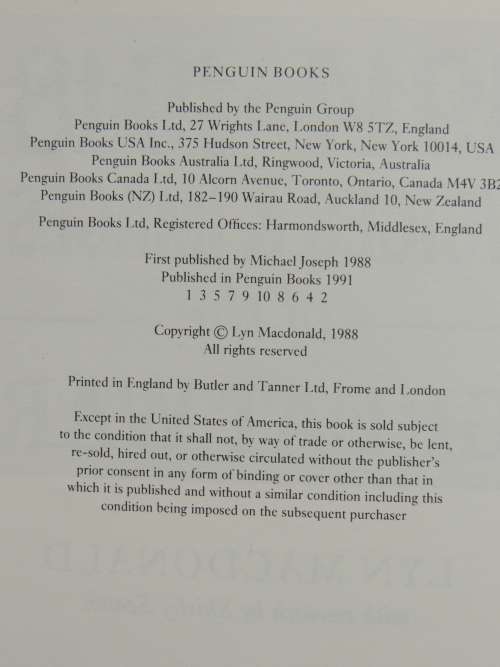 PENGUIN BOOKS
Published by the Penguin Group
Penguin Books Ltd, 27 Wrights Lane, London W8 5TZ, England
Penguin Books USA Inc., 375 Hudson Street, New York, New York 10014, USA
Penguin Books Australia Ltd, Ringwood, Victoria, Australia
Penguin Books Canada Ltd, 10 Alcorn Avenue, Toronto, Ontario, Canada M4V 3B2
Penguin Books (NZ) Ltd, 182–190 Wairau Road, Auckland 10, New Zealand
Penguin Books Ltd, Registered Offices: Harmondsworth, Middlesex, England
First published by Michael Joseph 1988
Published in Penguin Books 1991
1 3 5 7 9 10 8 6 4 2
Copyright © Lyn Macdonald, 1988
All rights reserved
Printed in England by Butler and Tanner Ltd, Frome and London
Except in the United States of America, this book is sold subject
to the condition that it shall not, by way of trade or otherwise, be lent,
re-sold, hired out, or otherwise circulated without the publisher's
prior consent in any form of binding or cover other than that in
which it is published and without a similar condition including this
condition being imposed on the subsequent purchaser
LYN MACDONALD